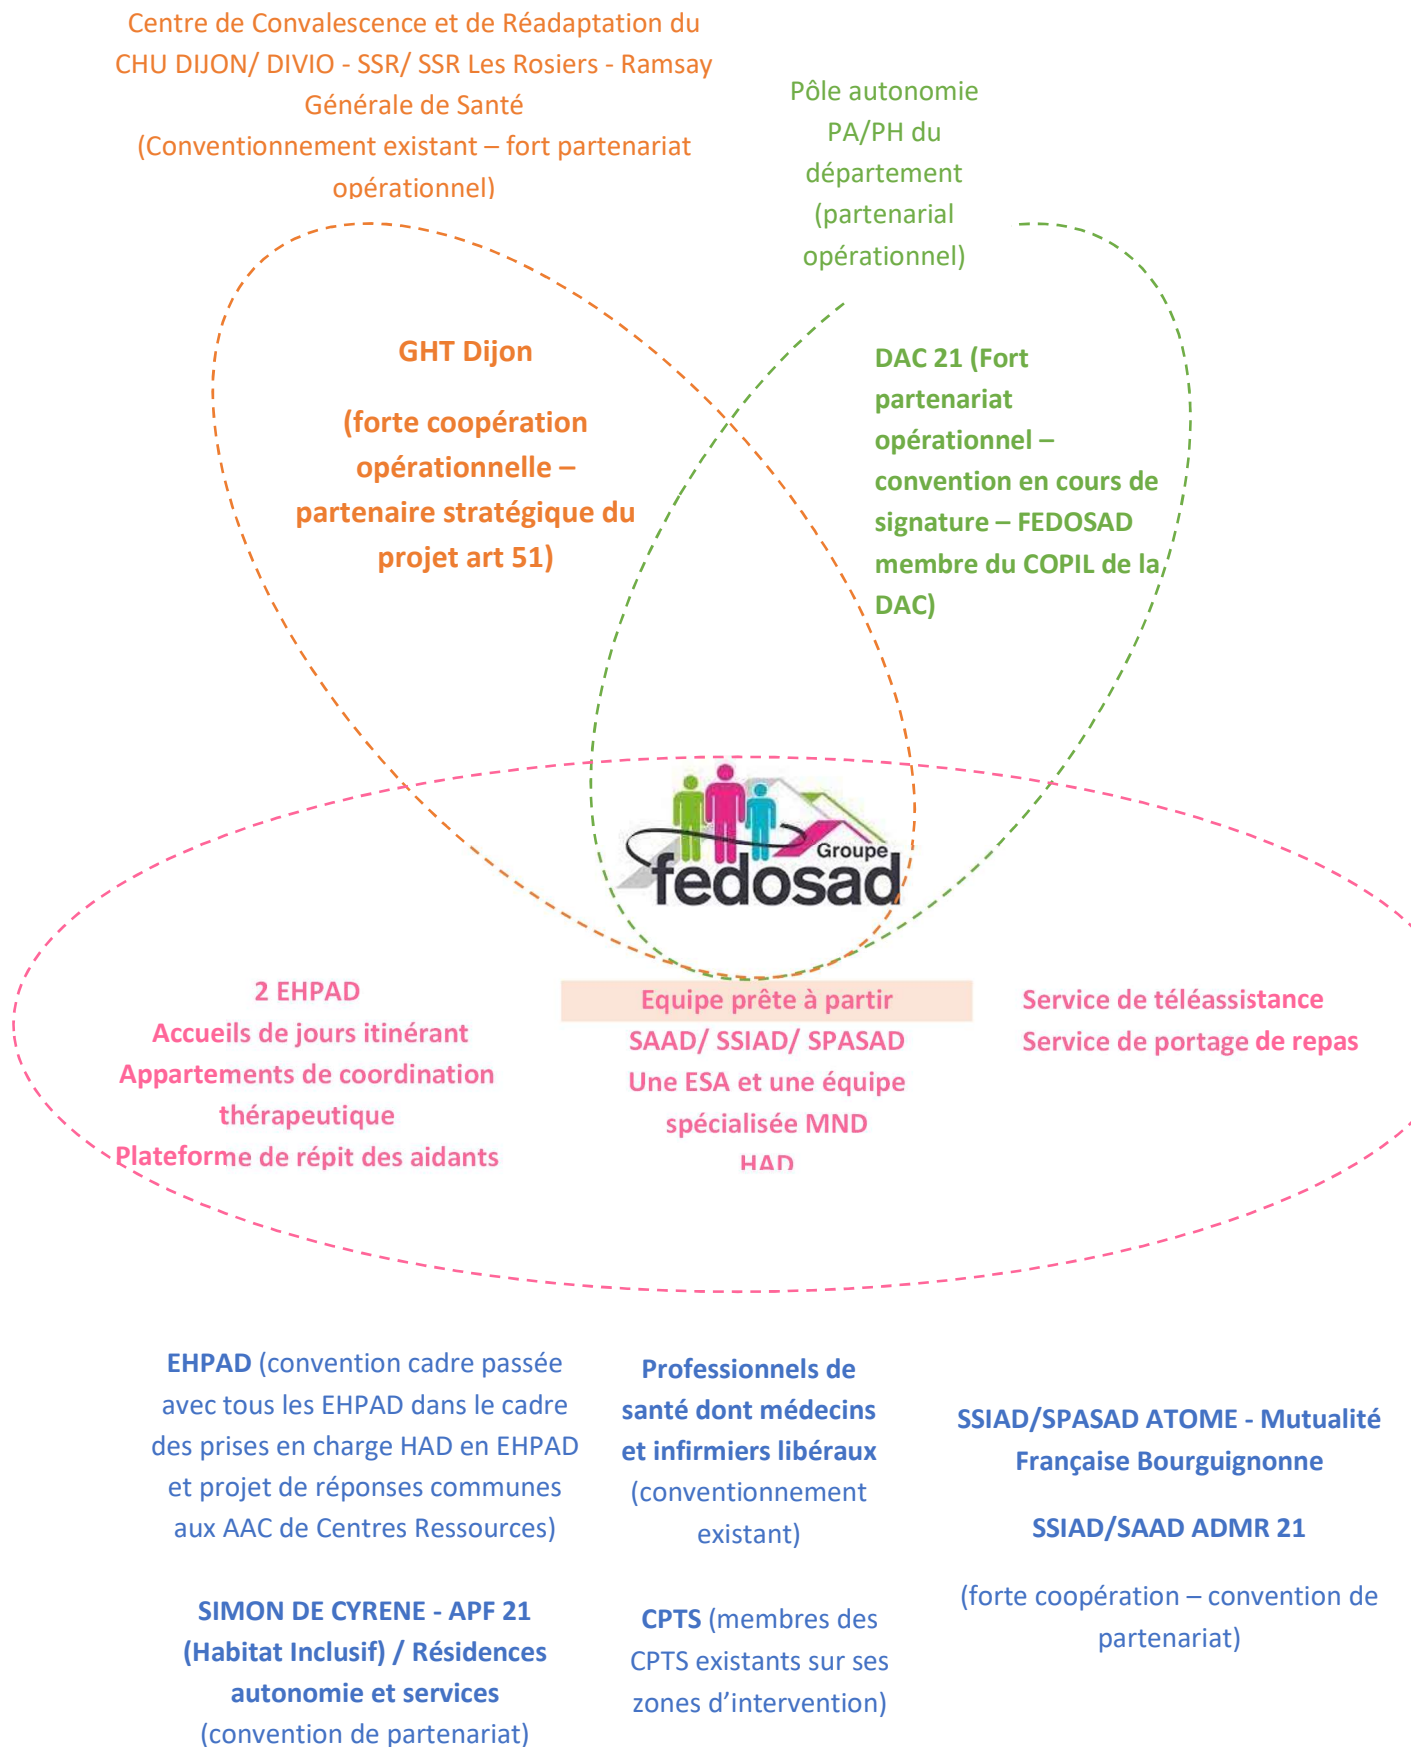 Centre de Convalescence et de Réadaptation du
CHU DIJON/ DIVIO - SSR/ SSR Les Rosiers - Ramsay
Générale de Santé
(Conventionnement existant – fort partenariat
opérationnel)
Pôle autonomie
PA/PH du
département
(partenarial
opérationnel)
GHT Dijon
(forte coopération
opérationnelle –
partenaire stratégique du
projet art 51)
DAC 21 (Fort
partenariat
opérationnel –
convention en cours de
signature – FEDOSAD
membre du COPIL de la
DAC)
Groupe
fedosad
2 EHPAD
Accueils de jours itinérant
Appartements de coordination
thérapeutique
Plateforme de répit des aidants
Equipe prête à partir
SAAD/ SSIAD/ SPASAD
Une ESA et une équipe
spécialisée MND
HAD
Service de téléassistance
Service de portage de repas
EHPAD (convention cadre passée
avec tous les EHPAD dans le cadre
des prises en charge HAD en EHPAD
et projet de réponses communes
aux AAC de Centres Ressources)
Professionnels de
santé dont médecins
et infirmiers libéraux
(conventionnement
existant)
SSIAD/SPASAD ATOME - Mutualité
Française Bourguignonne
SSIAD/SAAD ADMR 21
(forte coopération – convention de
partenariat)
SIMON DE CYRENE - APF 21
(Habitat Inclusif) / Résidences
autonomie et services
(convention de partenariat)
CPTS (membres des
CPTS existants sur ses
zones d'intervention)